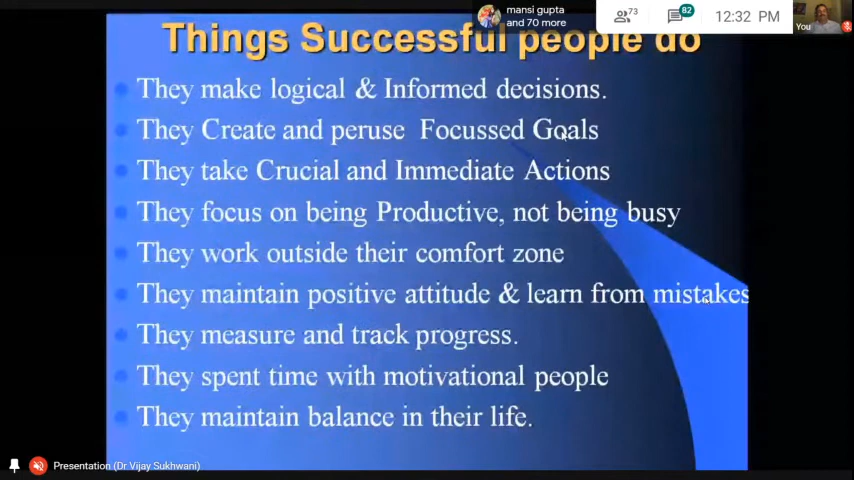 mansi gupta
and 70 more
73
82
12:32 PM
You
Things Successful people do
They make logical & Informed decisions.
They Create and peruse Focussed Goals
They take Crucial and Immediate Actions
They focus on being Productive, not being busy
They work outside their comfort zone
They maintain positive attitude & learn from mistakes
They measure and track progress.
They spent time with motivational people
They maintain balance in their life.
Presentation (Dr Vijay Sukhwani)